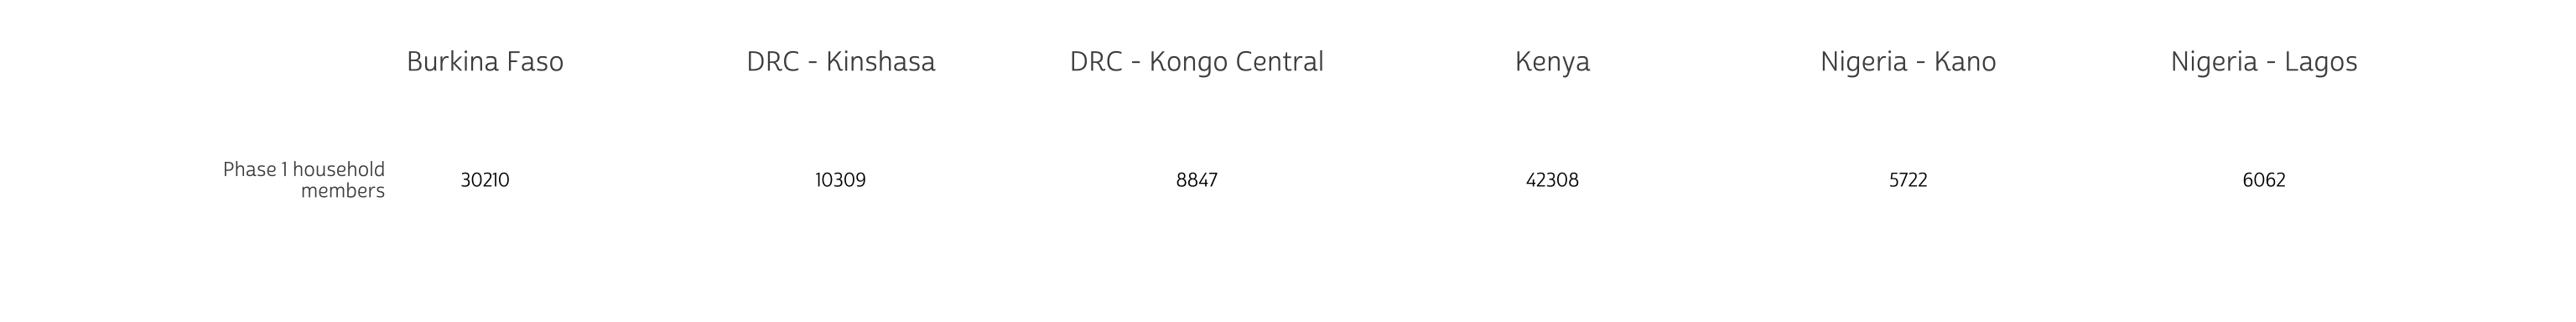 Burkina Faso DRC - Kinshasa DRC - Kongo Central Kenya Nigeria - Kano Nigeria - Lagos
Phase 1 household
members
30210 10309 8847 42308 5722 6062